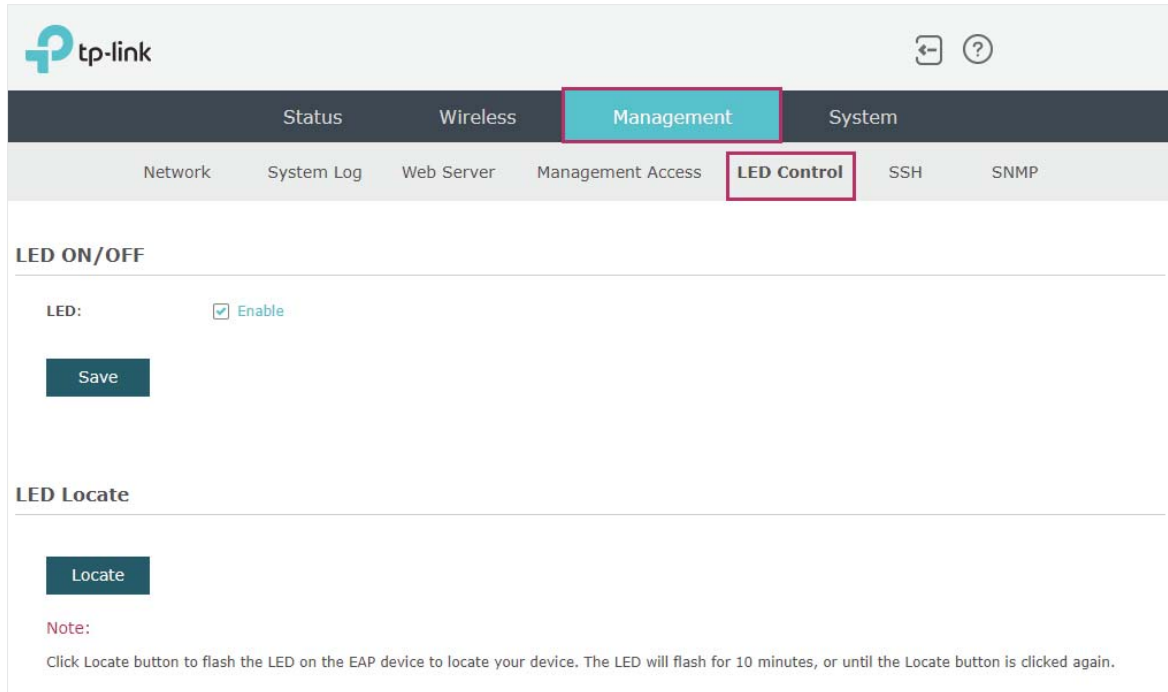 tp-link
?
Status Wireless Management System
Network System Log Web Server Management Access LED Control SSH SNMP
LED ON/OFF
LED: Enable
Save
LED Locate
Locate
Note:
Click Locate button to flash the LED on the EAP device to locate your device. The LED will flash for 10 minutes, or until the Locate button is clicked again.